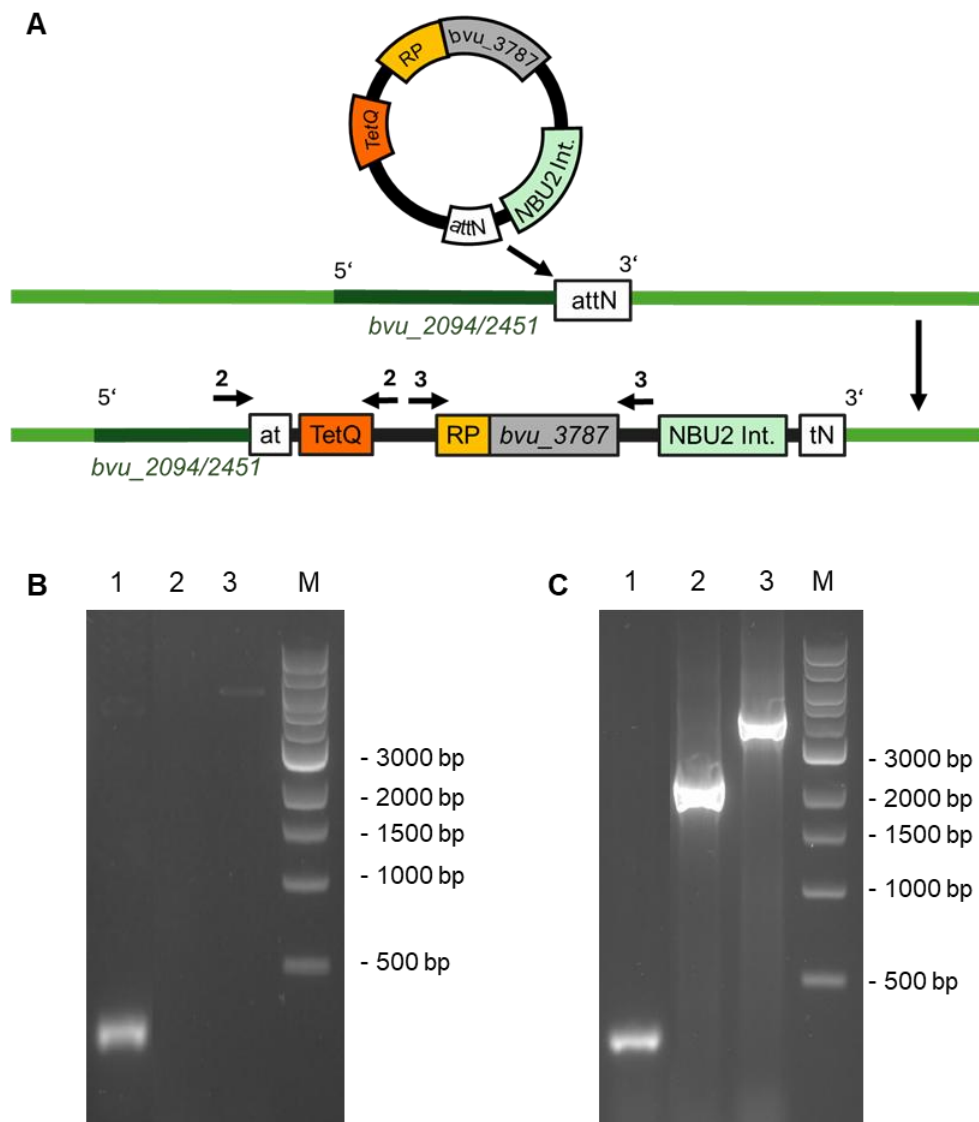 A
RP
bvu_3787
TetQ
NBU2 Int.
attN
5‘
3‘
attN
bvu_2094/2451
2
2
3
3
5‘
3‘
at
TetQ
RP
bvu_3787
NBU2 Int.
tN
bvu_2094/2451
B
1
2
3
M
- 3000 bp
- 2000 bp
- 1500 bp
- 1000 bp
- 500 bp
C
1
2
3
M
- 3000 bp
- 2000 bp
- 1500 bp
- 1000 bp
- 500 bp